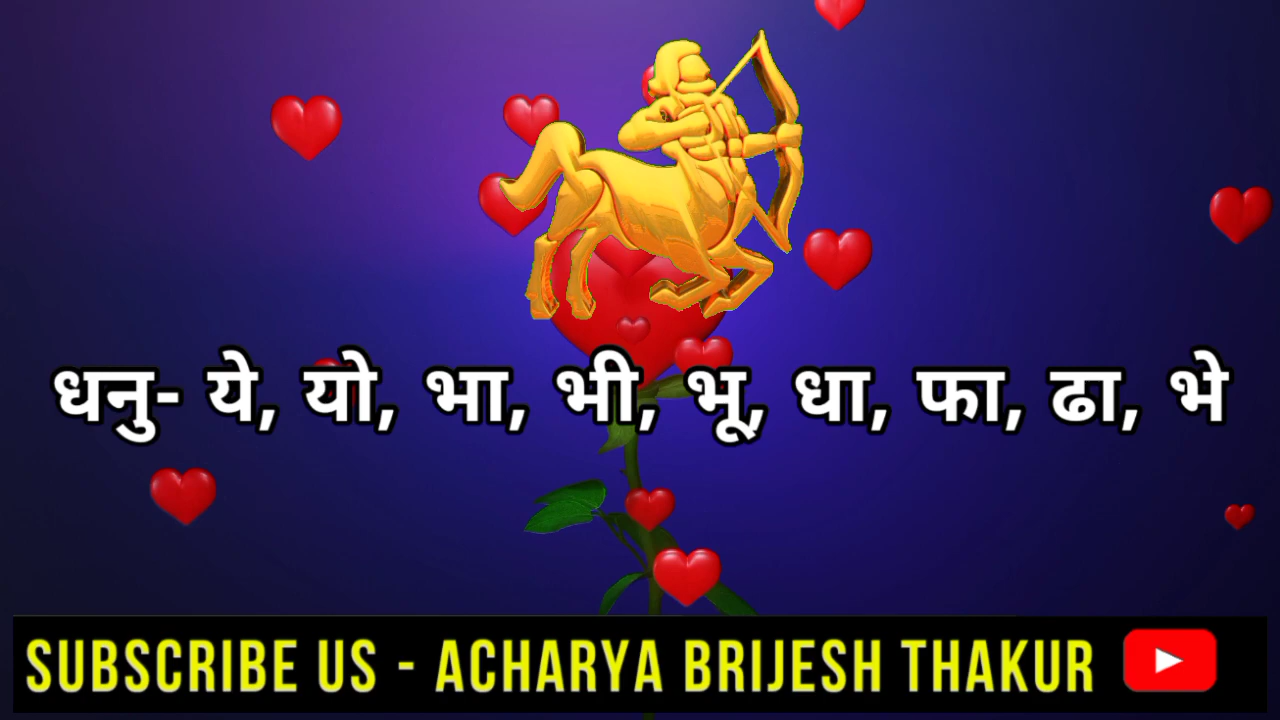 धनु- ये, यो, भा, भी, भू, धा, फा, ढा, भे
SUBSCRIBE US - ACHARYA BRIJESH THAKUR